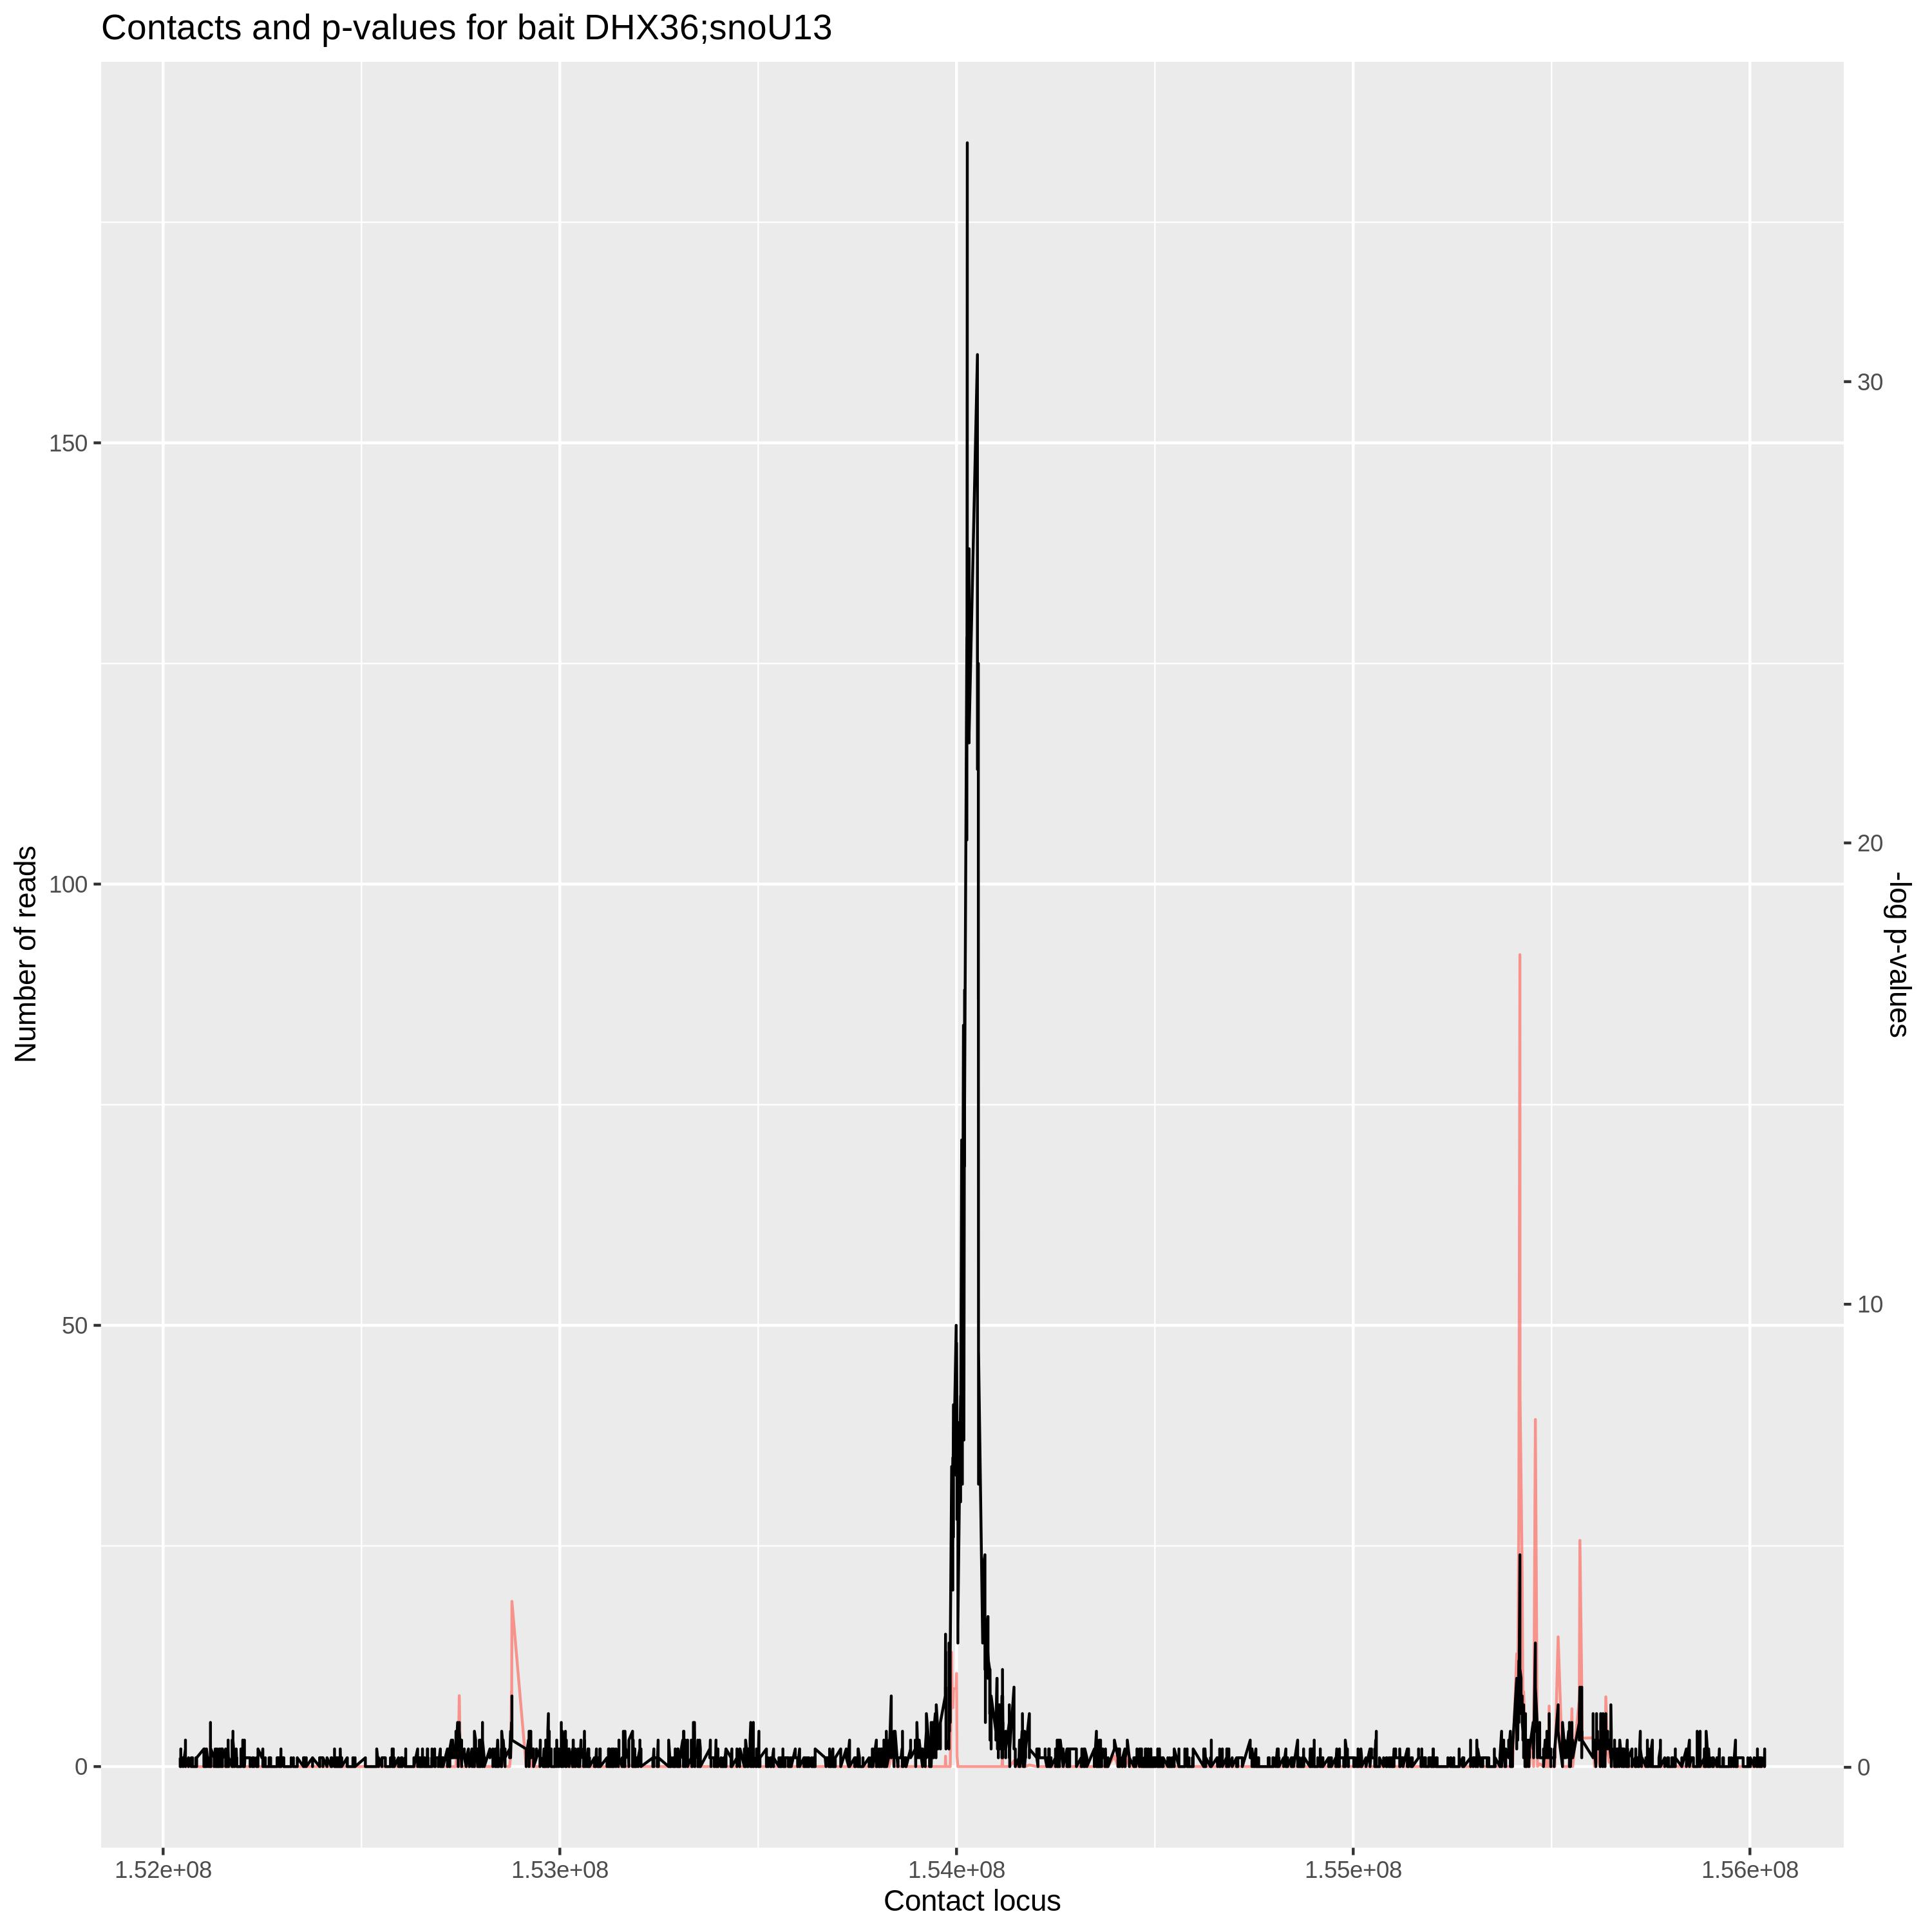 Contacts and p-values for bait DHX36;snoU13
Number of reads
150
100
50
0
30
20
10
0
-log p-values
1.52e+08
1.53e+08
1.54e+08
1.55e+08
1.56e+08
Contact locus